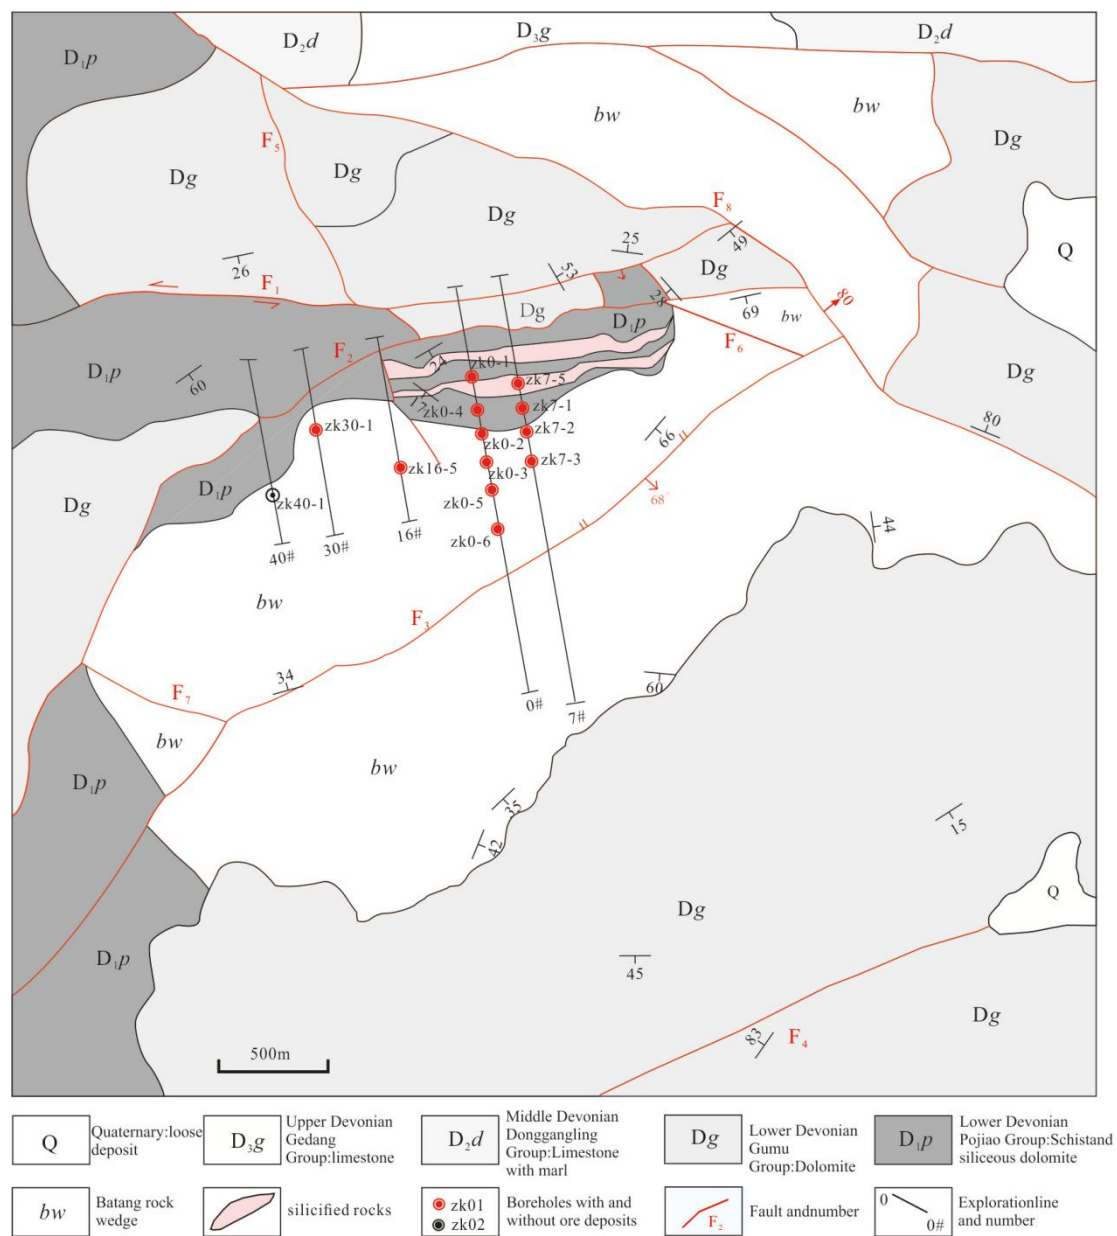 D₁p
D₂d
D₃g
D₂d
bw
bw
Dg
F₅
Dg
Dg
Dg
F₈
Q
26
F₁
25
53
49
Dg
28
69
bw
80
Dg
D₁p
F₆
F₂
24
D₁p
60
17
zk0-1
zk7-5
zk0-4
zk7-1
zk30-1
zk0-2
zk7-2
66
80
Dg
Dg
D₁p
zk16-5
zk0-3
zk7-3
zk40-1
zk0-5
68°
44
zk0-6
40#
30#
16#
bw
F₃
34
60
F₇
0#
7#
bw
bw
D₁p
35
42
15
Q
Dg
D₁p
45
Dg
83
F₄
500m
Q
Quaternary:loose
deposit
D₃g
Upper Devonian
Gedang
Group:limestone
D₂d
Middle Devonian
Donggangling
Group:Limestone
with marl
Dg
Lower Devonian
Gumu
Group:Dolomite
D₁p
Lower Devonian
Pojiao Group:Schistand
siliceous dolomite
bw
Batang rock
wedge
silicified rocks
zk01
zk02
Boreholes with and
without ore deposits
F₂
Fault andnumber
0
0#
Explorationline
and number